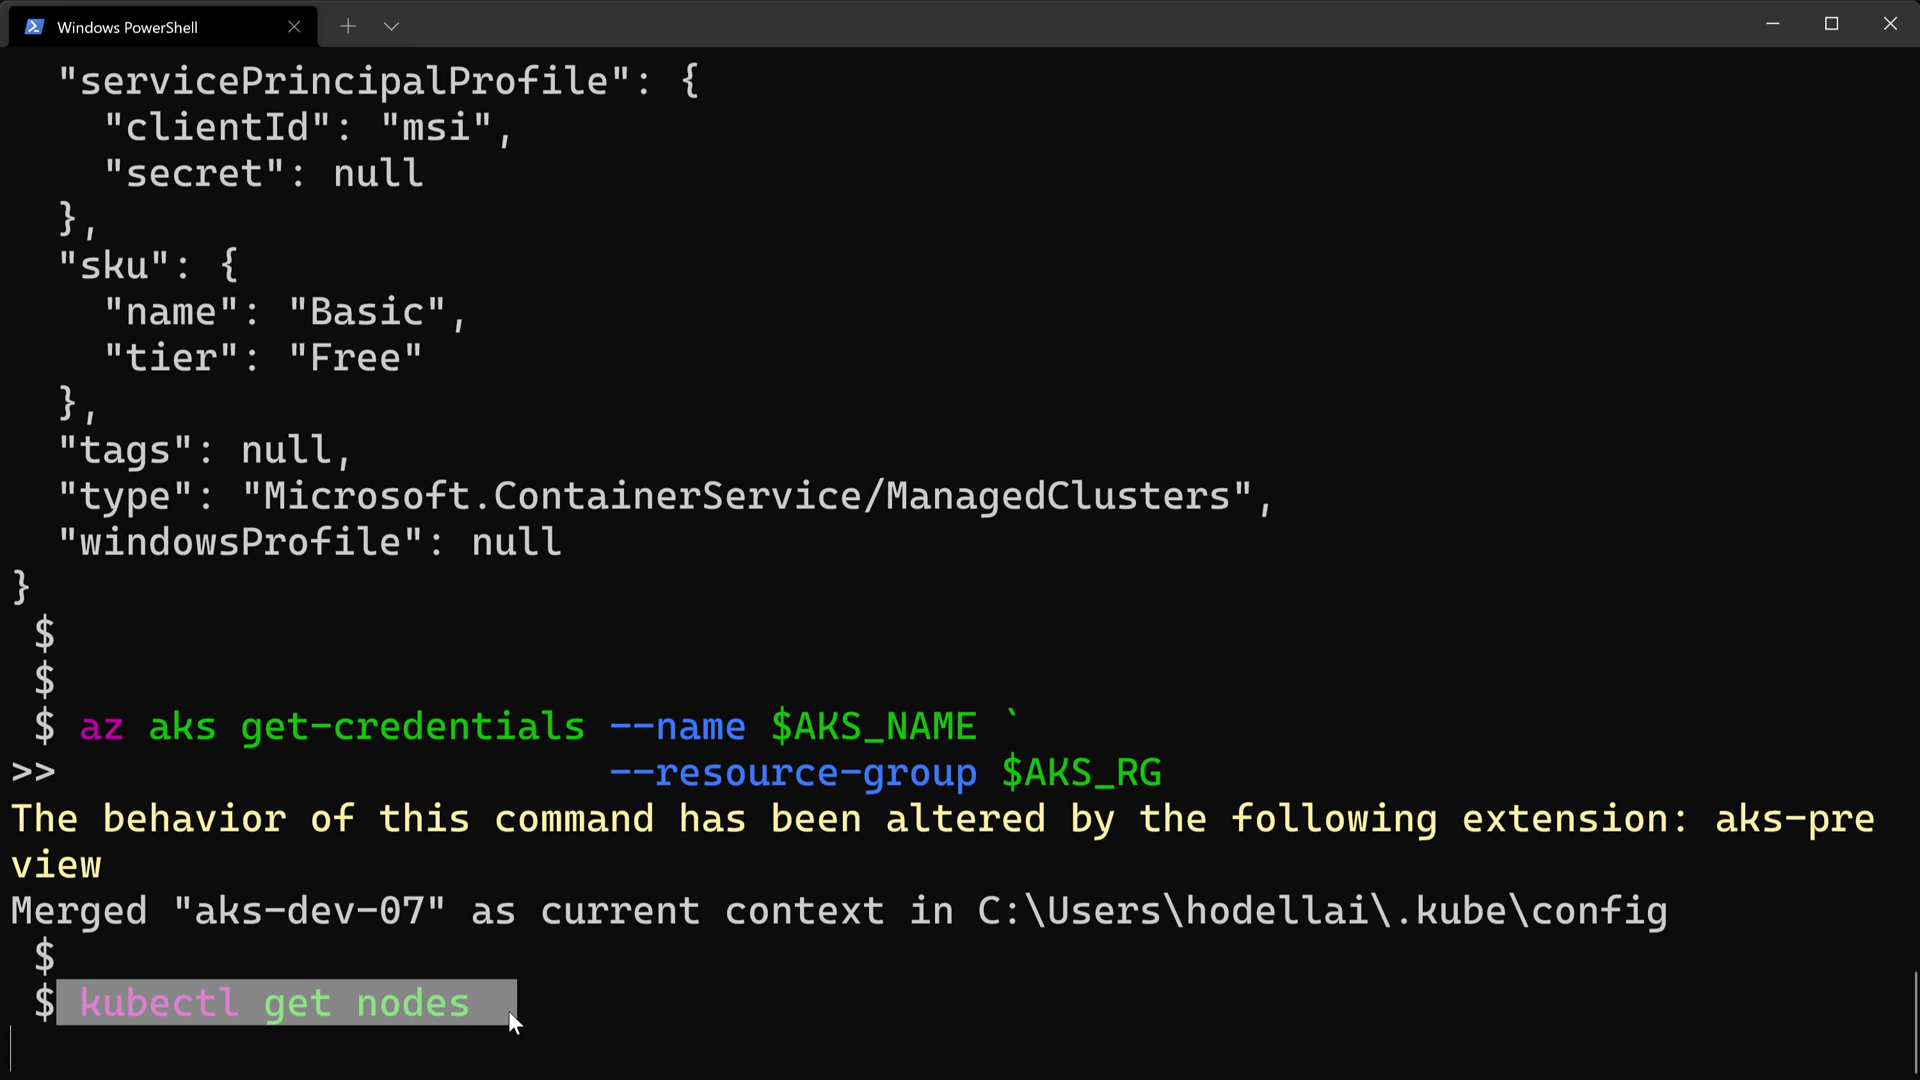 Windows PowerShell
"servicePrincipalProfile": {
"clientId": "msi",
"secret": null
},
"sku": {
"name": "Basic",
"tier": "Free"
},
"tags": null,
"type": "Microsoft.ContainerService/ManagedClusters",
"windowsProfile": null
}
$
$
$ az aks get-credentials --name $AKS_NAME `
>> --resource-group $AKS_RG
The behavior of this command has been altered by the following extension: aks-pre
view
Merged "aks-dev-07" as current context in C:\Users\hodellai\.kube\config
$
$ kubectl get nodes